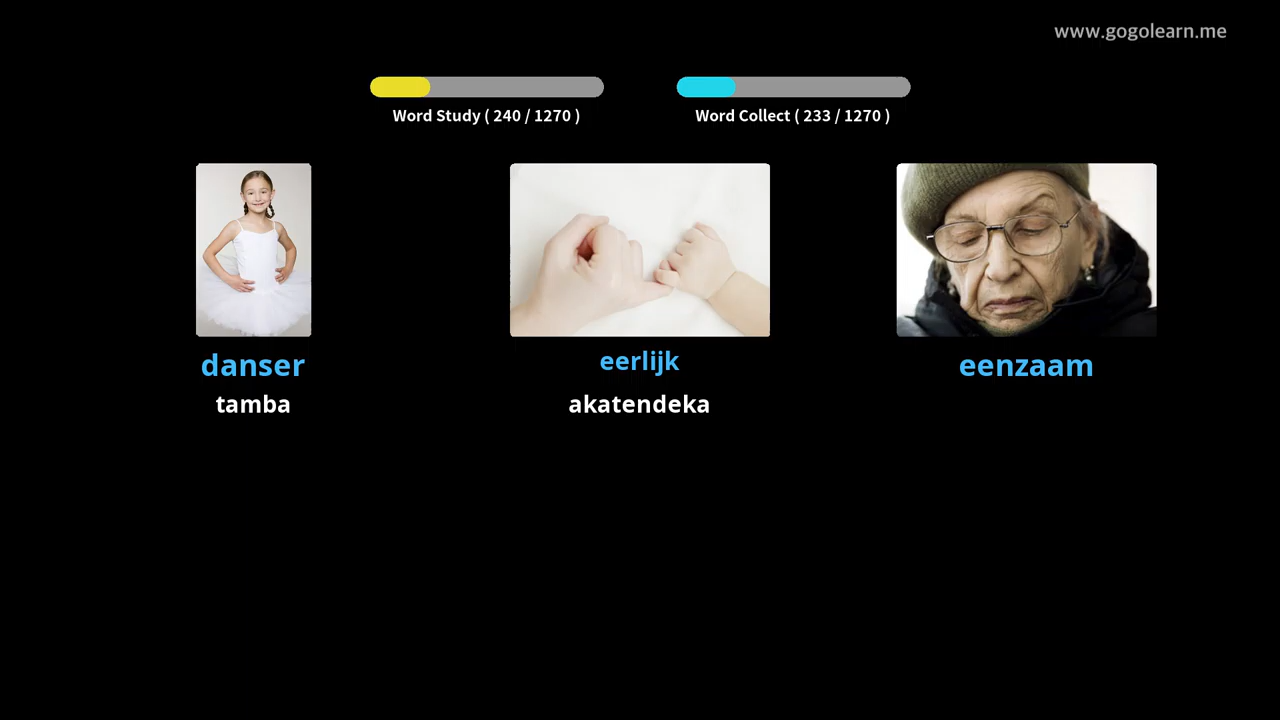 www.gogolearn.me
Word Study ( 240 / 1270 )
Word Collect ( 233 / 1270 )
danser
eerlijk
eenzaam
tamba
akatendeka